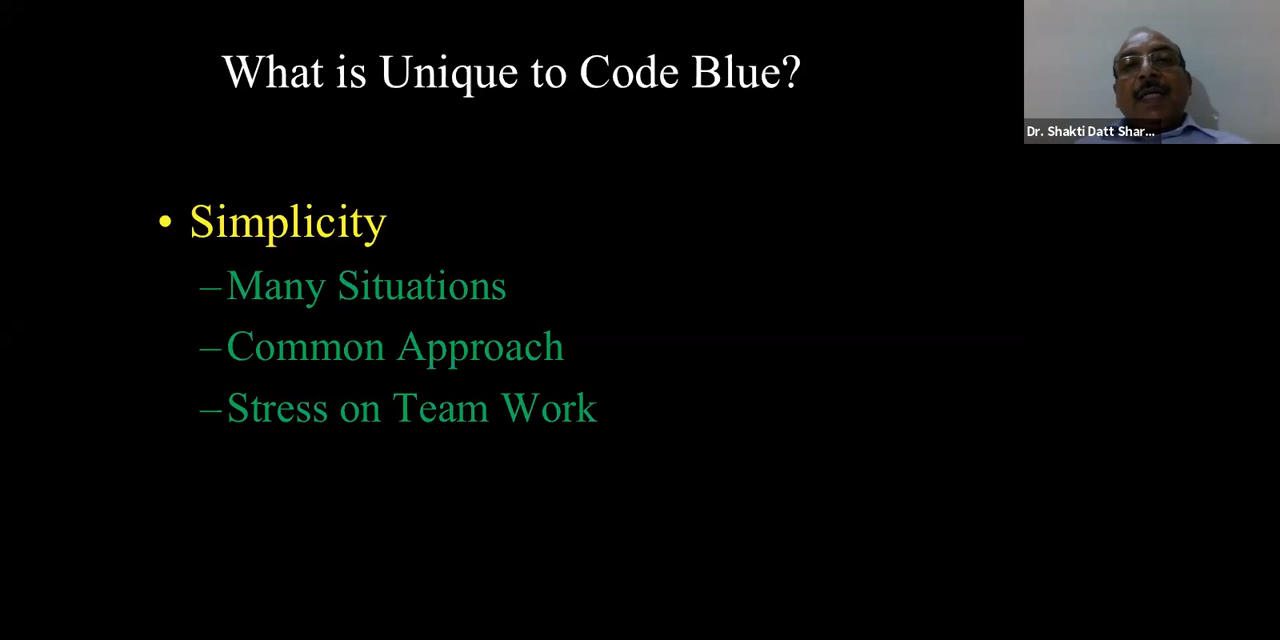 What is Unique to Code Blue?
Dr. Shakti Datt Shar...
• Simplicity
–Many Situations
–Common Approach
–Stress on Team Work